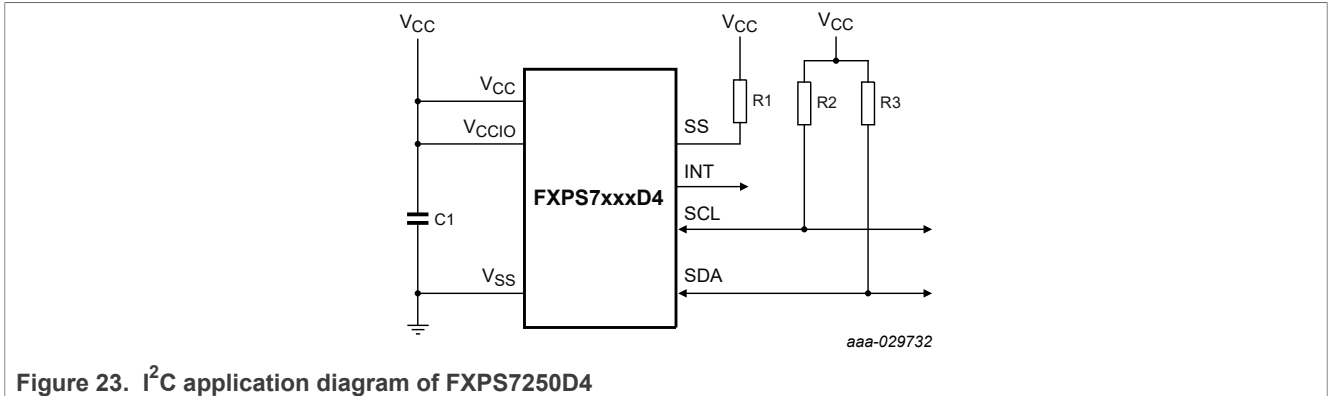 VCC VCC VCC
VCC
R1 R2 R3
VCCIO SS
INT
FXPS7xxxD4
SCL
C1
VSS SDA
aaa-029732
Figure 23. I2C application diagram of FXPS7250D4